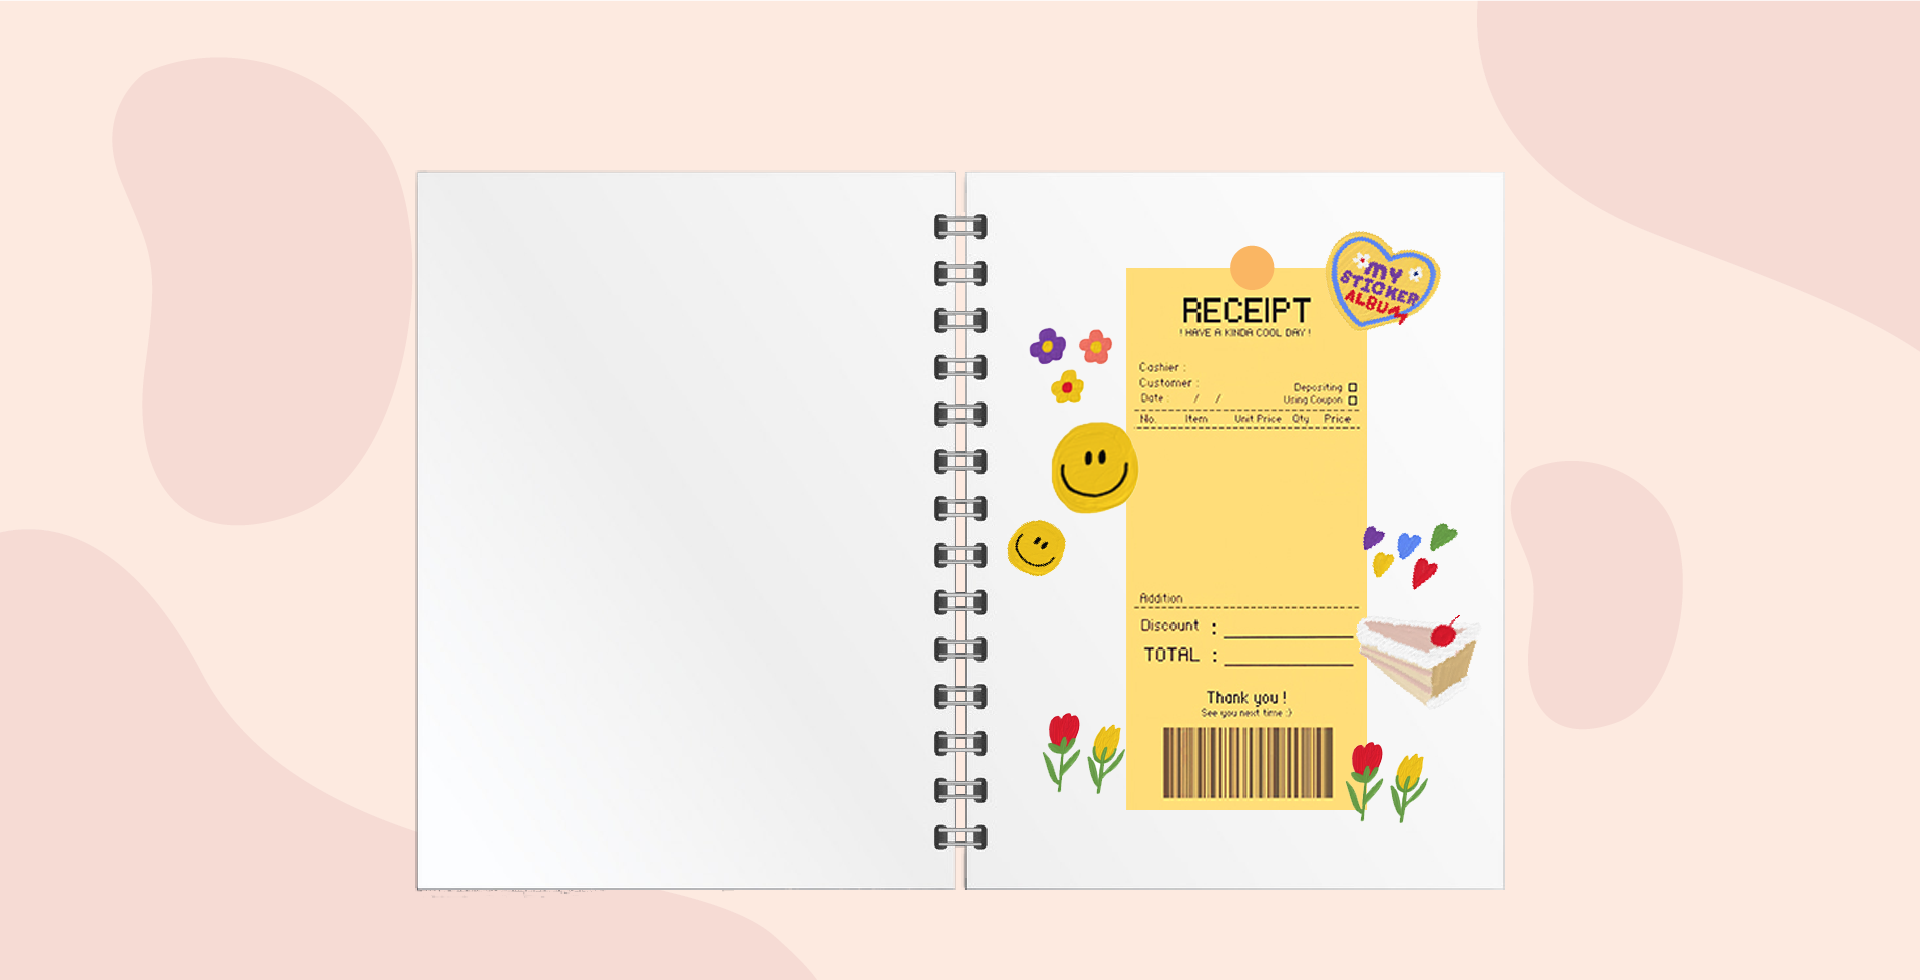 RECEIPT
! HAVE A KINDA COOL DAY !
MY
STICKER
ALBUM
Cashier :
Customer :
Depositing
Date : / /
Using Coupon
No. Item Unit Price Qty Price
Addition
Discount :
TOTAL :
Thank you !
See you next time :)